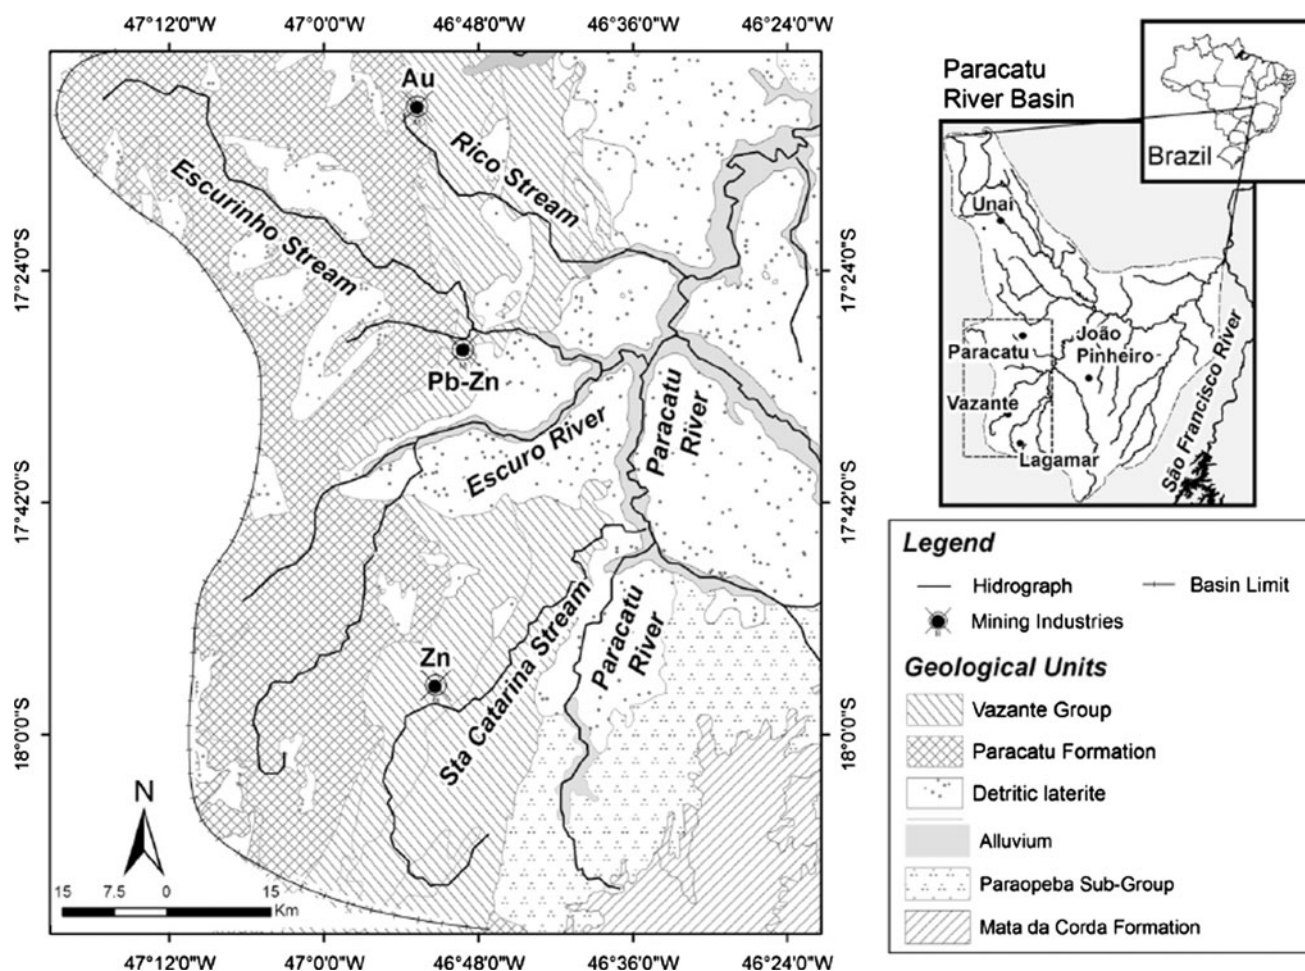 47°12'0"W 47°00'0"W 46°48'0"W 46°36'0"W 46°24'0"W
17°24'0"S
17°42'0"S
18°0'0"S
Au
Rico Stream
Escurinho Stream
Pb-Zn
Escuro River
Paracatu
River
Zn
Sta Catarina Stream
Paracatu
River
N
15 7.5 0 15
Km
17°24'0"S
17°42'0"S
18°0'0"S
47°12'0"W 47°00'0"W 46°48'0"W 46°36'0"W 46°24'0"W
Paracatu
River Basin
Brazil
Unai
João
Pinheiro
Paracatu
Vazante
Lagamar
São Francisco River
Legend
Hidrograph
Basin Limit
Mining Industries
Geological Units
Vazante Group
Paracatu Formation
Detritic laterite
Alluvium
Paraopeba Sub-Group
Mata da Corda Formation